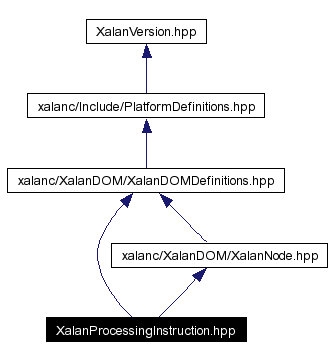 XalanVersion.hpp
xalanc/Include/PlatformDefinitions.hpp
xalanc/XalanDOM/XalanDOMDefinitions.hpp
xalanc/XalanDOM/XalanNode.hpp
XalanProcessingInstruction.hpp